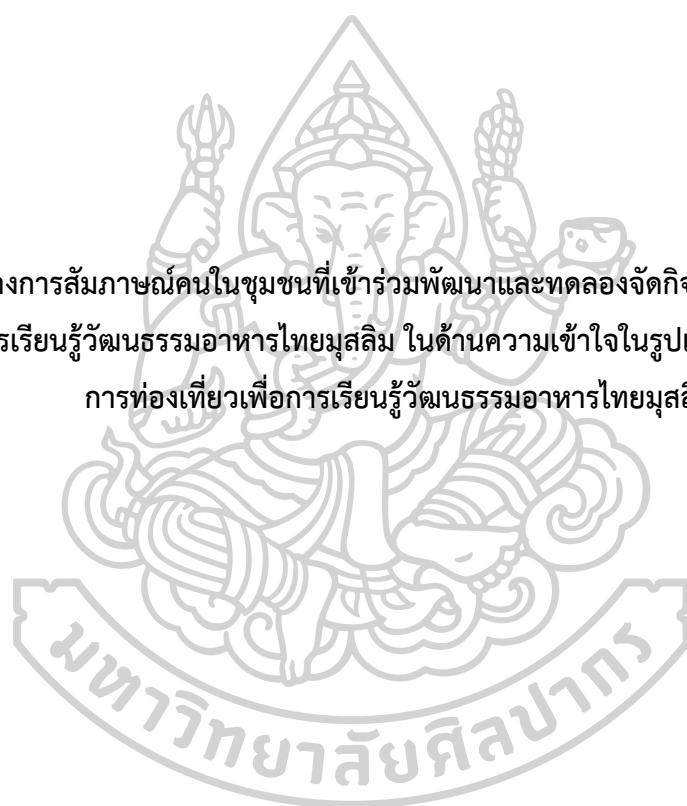 างการสัมภาษณ์คนในชุมชนที่เข้าร่วมพัฒนาและทดลองจัดกิจ
รเรียนรู้วัฒนธรรมอาหารไทยมุสลิม ในด้านความเข้าใจในรูปแ
การท่องเที่ยวเพื่อการเรียนรู้วัฒนธรรมอาหารไทยมุสลิ
มหาวิทยาลัยศิลปากร